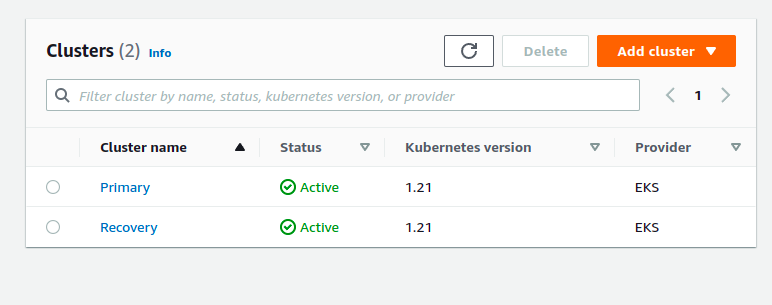 Clusters (2) Info
Delete
Add cluster
Filter cluster by name, status, kubernetes version, or provider
1
Cluster name Status Kubernetes version Provider
Primary Active 1.21 EKS
Recovery Active 1.21 EKS